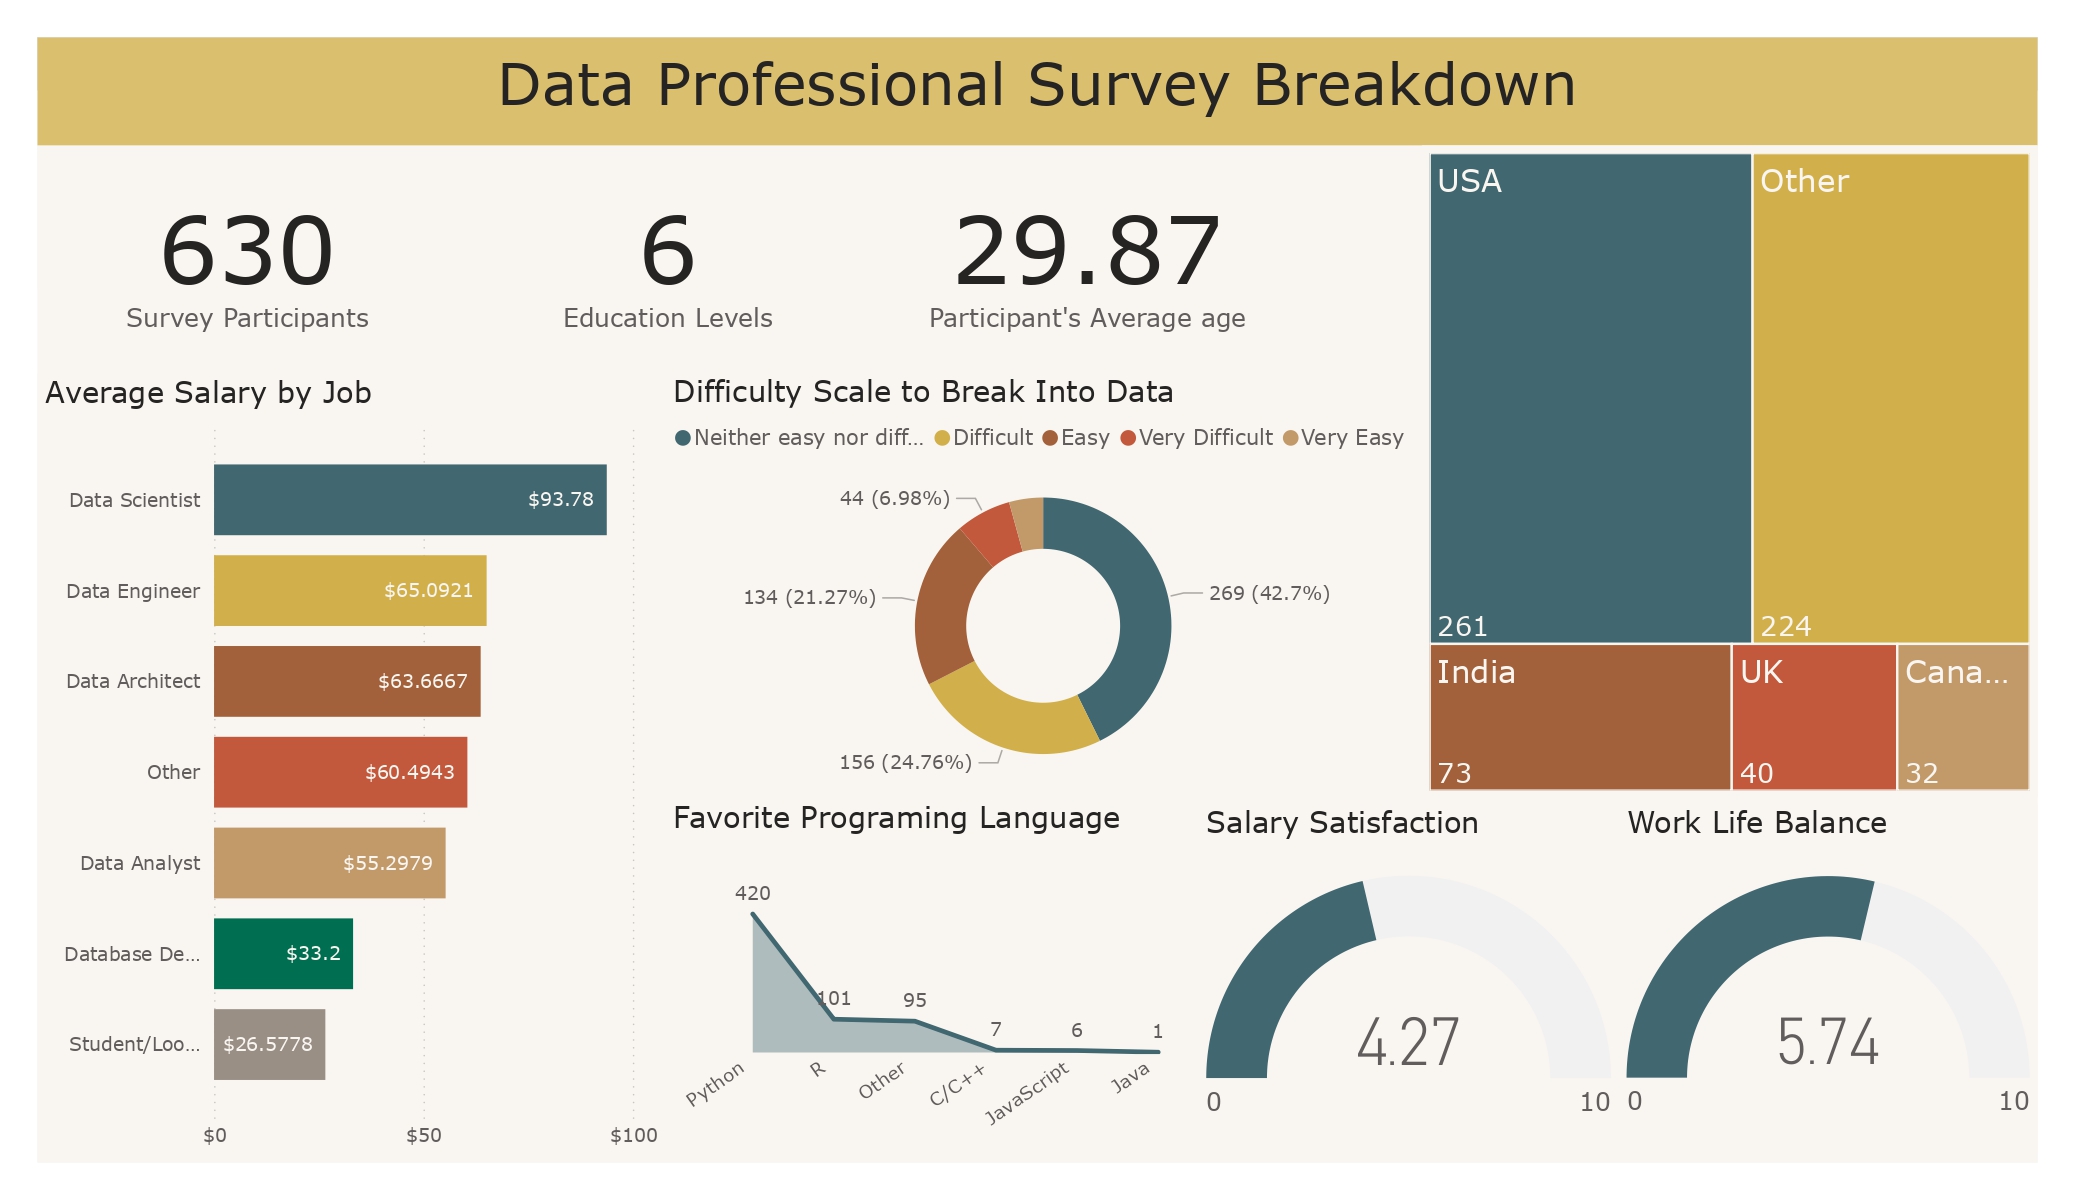 Data Professional Survey Breakdown
630
Survey Participants
6
Education Levels
29.87
Participant's Average age
USA
261
Other
224
India
73
UK
40
Cana...
32
Average Salary by Job
Data Scientist
$93.78
Data Engineer
$65.0921
Data Architect
$63.6667
Other
$60.4943
Data Analyst
$55.2979
Database De...
$33.2
Student/Loo...
$26.5778
$0 $50 $100
Difficulty Scale to Break Into Data
Neither easy nor diff... Difficult Easy Very Difficult Very Easy
44 (6.98%)
269 (42.7%)
134 (21.27%)
156 (24.76%)
Favorite Programing Language
420
101
95
7
6
1
Python
R
Other
C/C++
JavaScript
Java
Salary Satisfaction
4.27
0 10
Work Life Balance
5.74
0 10